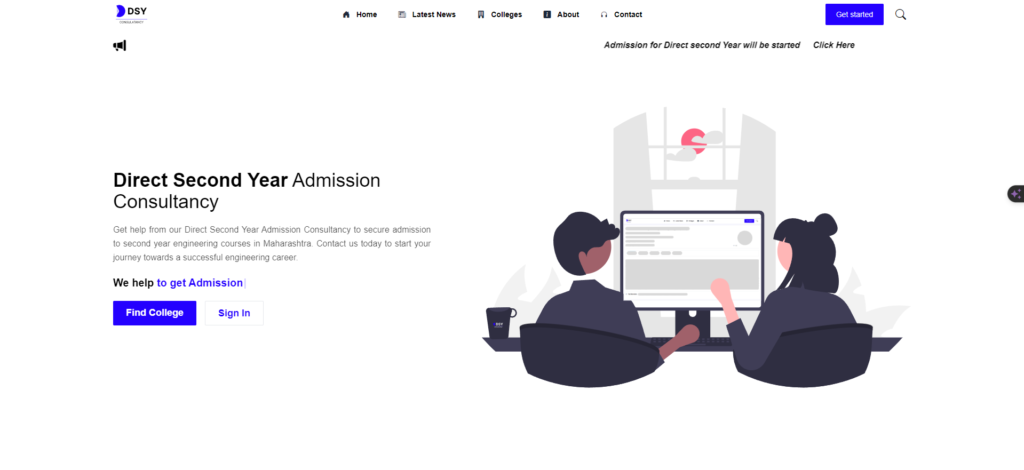 DSY
CONSULTANCY
Home
Latest News
Colleges
About
Contact
Get started
Admission for Direct second Year will be started Click Here
Direct Second Year Admission
Consultancy
Get help from our Direct Second Year Admission Consultancy to secure admission
to second year engineering courses in Maharashtra. Contact us today to start your
journey towards a successful engineering career.
We help to get Admission
Find College
Sign In
DSY